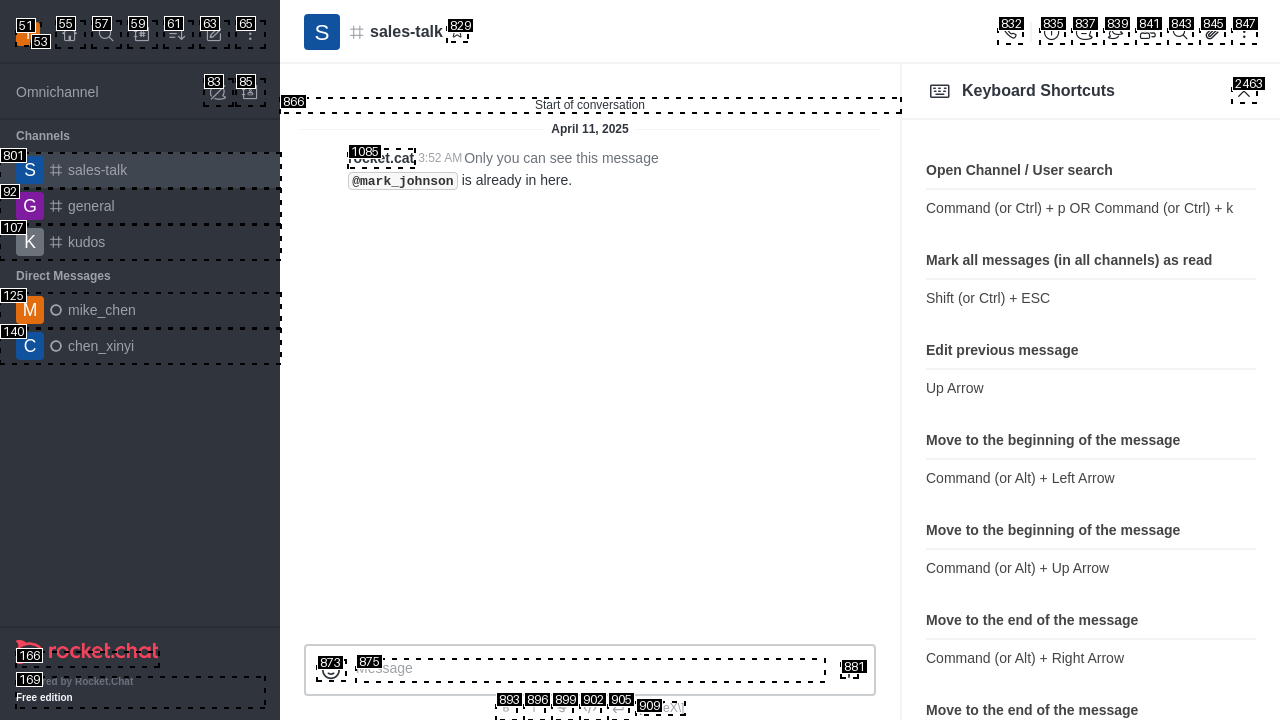 51
53
55
57
59
61
63
65
S
sales-talk
829
832
835
837
839
841
843
845
847
Omnichannel
83
85
866
Start of conversation
Keyboard Shortcuts
2463
April 11, 2025
Channels
801
S
sales-talk
92
G
general
107
K
kudos
Direct Messages
125
M
mike_chen
140
C
chen_xinyi
1085
rocket.cat 3:52 AM Only you can see this message
@mark_johnson is already in here.
Open Channel / User search
Command (or Ctrl) + p OR Command (or Ctrl) + k
Mark all messages (in all channels) as read
Shift (or Ctrl) + ESC
Edit previous message
Up Arrow
Move to the beginning of the message
Command (or Alt) + Left Arrow
Move to the beginning of the message
Command (or Alt) + Up Arrow
Move to the end of the message
Command (or Alt) + Right Arrow
Move to the end of the message
166
rocket.chat
169
by Rocket.Chat
Free edition
873
875
Message
881
893
896
899
902
905
909